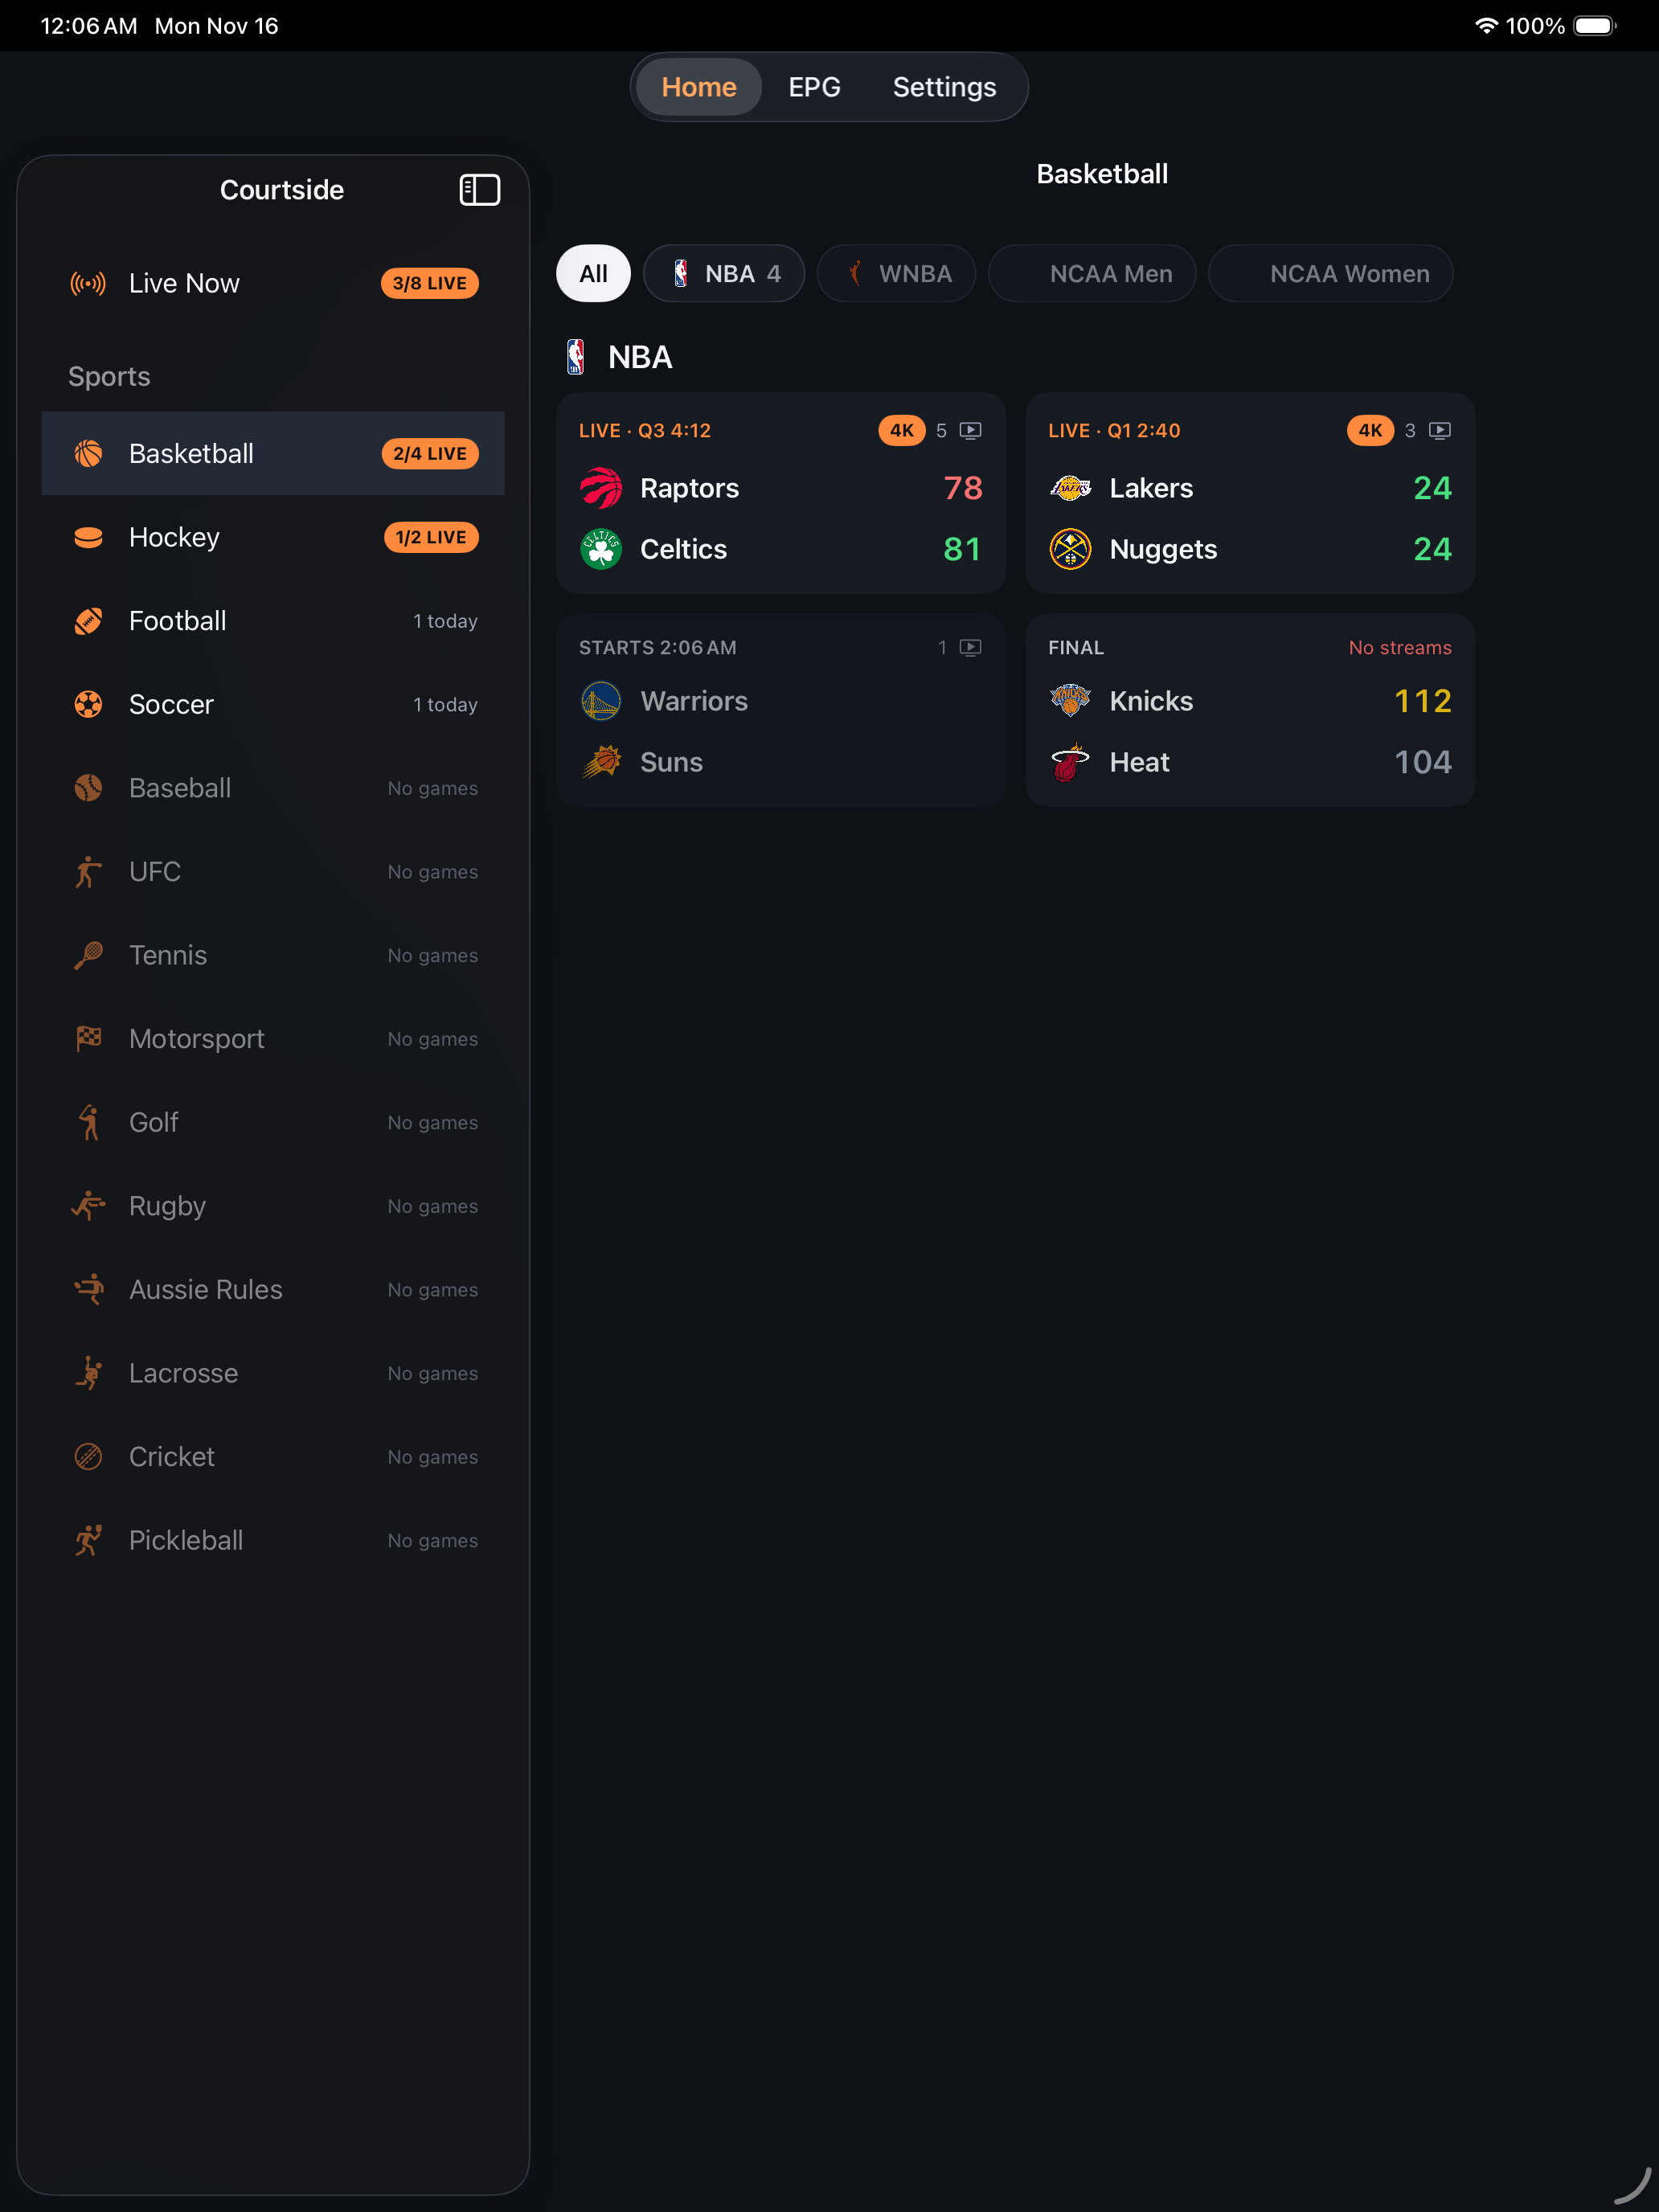 12:06 AM Mon Nov 16
100%
Home EPG Settings
Courtside
Live Now 3/8 LIVE
Sports
Basketball 2/4 LIVE
Hockey 1/2 LIVE
Football 1 today
Soccer 1 today
Baseball No games
UFC No games
Tennis No games
Motorsport No games
Golf No games
Rugby No games
Aussie Rules No games
Lacrosse No games
Cricket No games
Pickleball No games
Basketball
All NBA 4 WNBA NCAA Men NCAA Women
NBA
LIVE · Q3 4:12 4K 5
Raptors 78
CELTICS
Celtics 81
LIVE · Q1 2:40 4K 3
Lakers 24
Nuggets 24
STARTS 2:06 AM 1
Warriors
Suns
FINAL No streams
KNICKS
Knicks 112
Heat 104